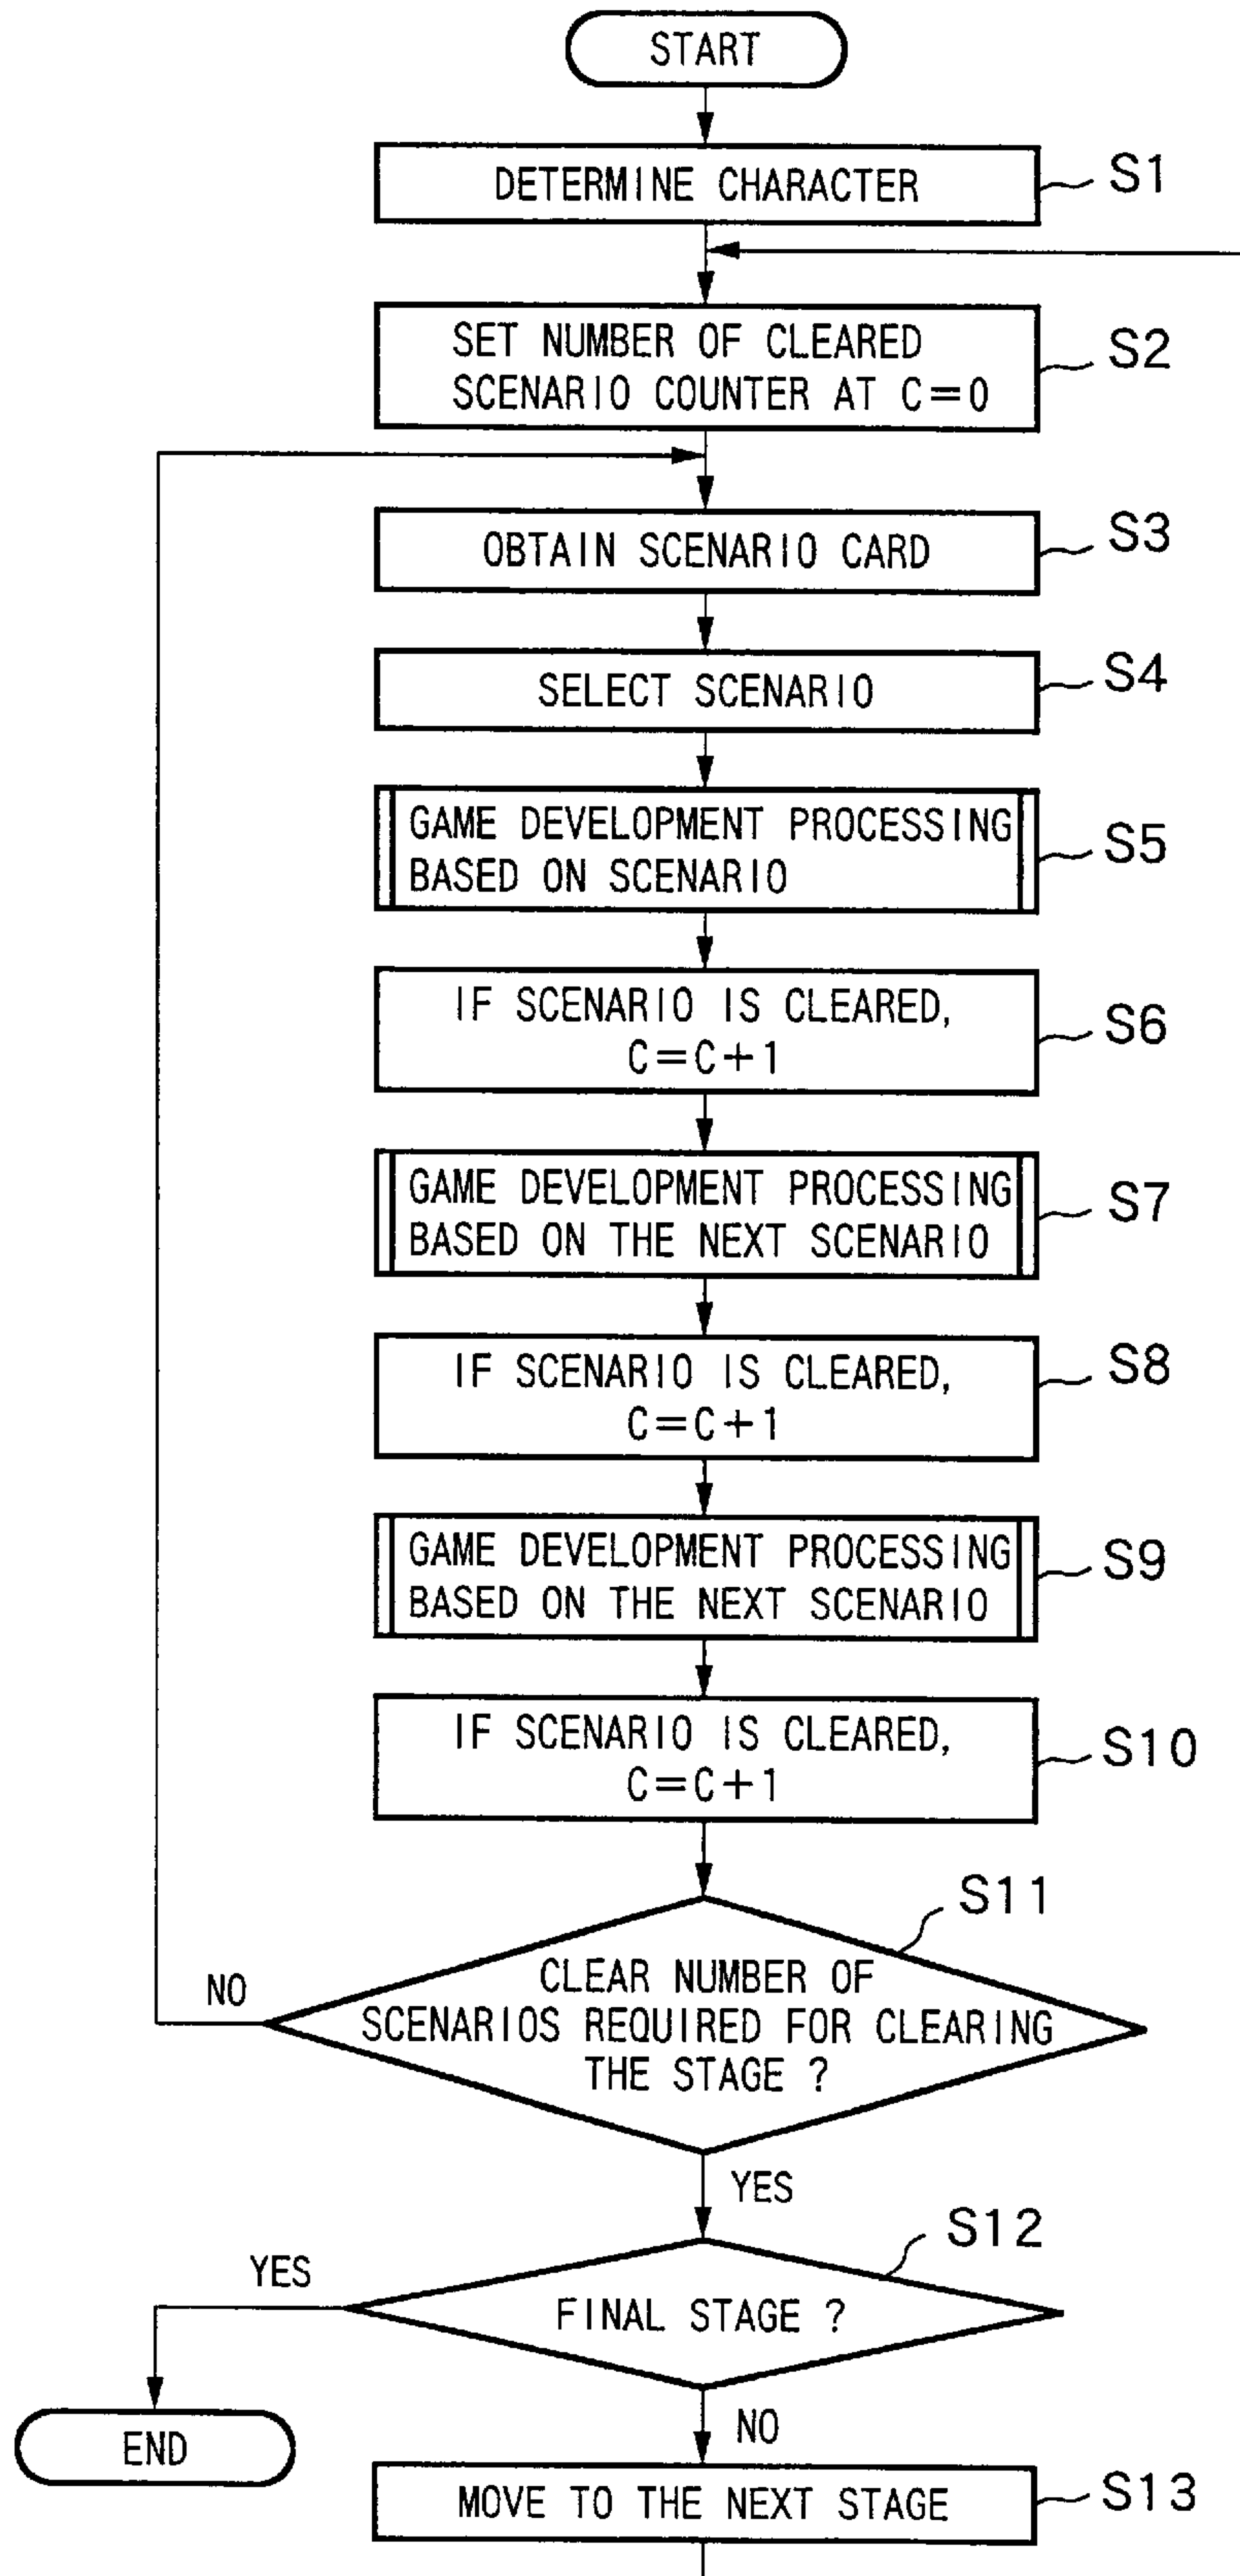 START
DETERMINE CHARACTER
S1
SET NUMBER OF CLEARED
SCENARIO COUNTER AT C=0
S2
OBTAIN SCENARIO CARD
S3
SELECT SCENARIO
S4
GAME DEVELOPMENT PROCESSING
BASED ON SCENARIO
S5
IF SCENARIO IS CLEARED,
C=C+1
S6
GAME DEVELOPMENT PROCESSING
BASED ON THE NEXT SCENARIO
S7
IF SCENARIO IS CLEARED,
C=C+1
S8
GAME DEVELOPMENT PROCESSING
BASED ON THE NEXT SCENARIO
S9
IF SCENARIO IS CLEARED,
C=C+1
S10
S11
CLEAR NUMBER OF
SCENARIOS REQUIRED FOR CLEARING
THE STAGE ?
NO
YES
S12
FINAL STAGE ?
YES
END
NO
MOVE TO THE NEXT STAGE
S13